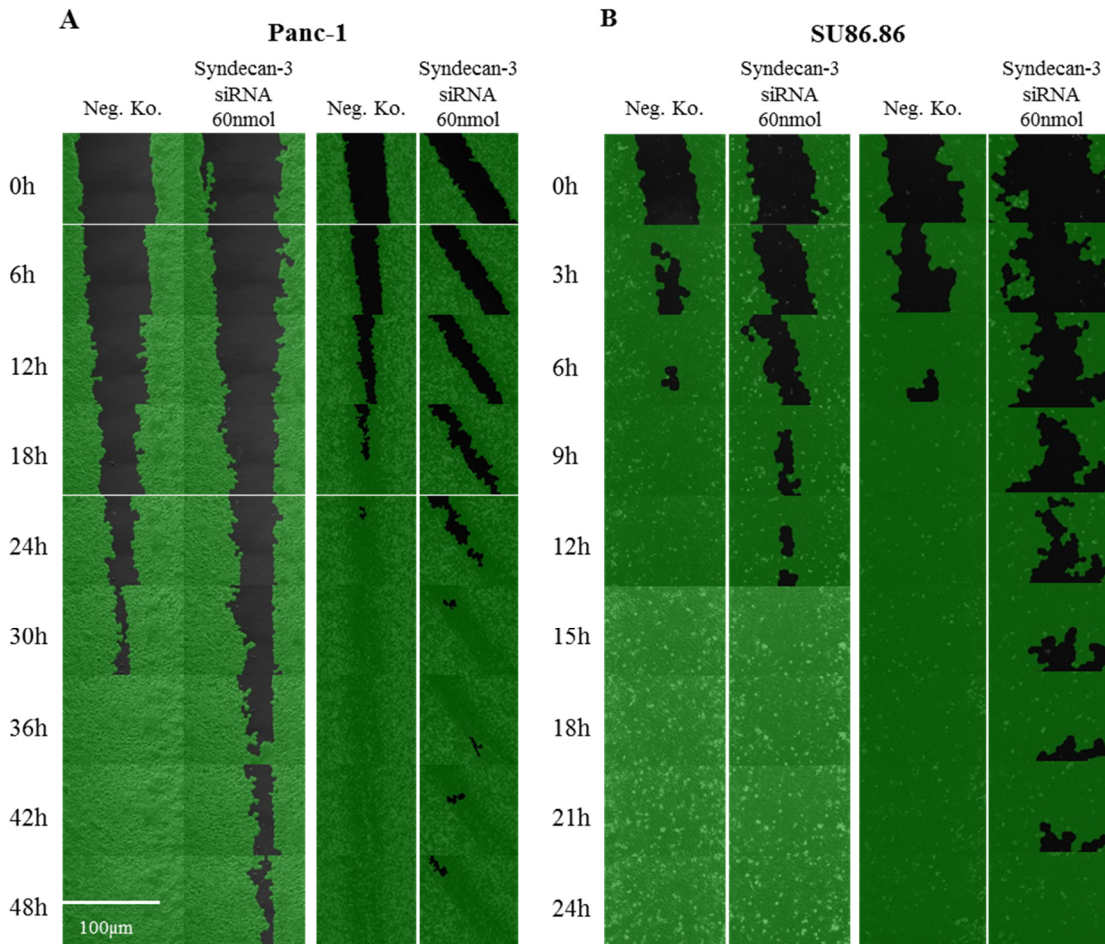 A
Panc-1
Neg. Ko.
Syndecan-3
siRNA
60nmol
Neg. Ko.
Syndecan-3
siRNA
60nmol
0h
6h
12h
18h
24h
30h
36h
42h
48h
100µm
B
SU86.86
Neg. Ko.
Syndecan-3
siRNA
60nmol
Neg. Ko.
Syndecan-3
siRNA
60nmol
0h
3h
6h
9h
12h
15h
18h
21h
24h